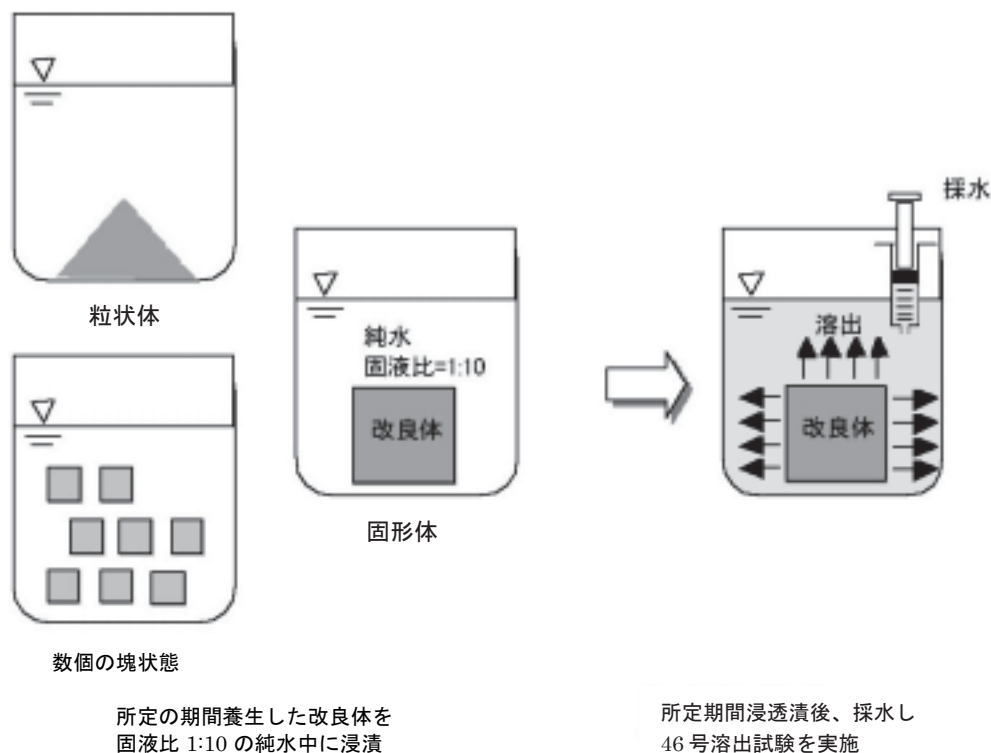 粒状体
数個の塊状態
純水
固液比=1:10
改良体
固形体
採水
溶出
改良体
所定の期間養生した改良体を
固液比 1:10 の純水中に浸漬
所定期間浸透漬後、採水し
46 号溶出試験を実施